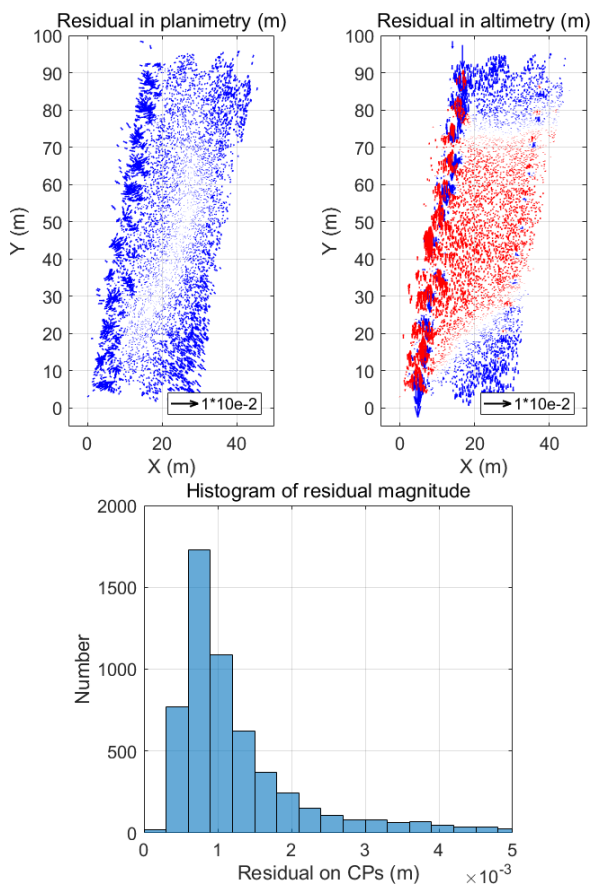 Residual in planimetry (m)
100
90
80
70
60
50
40
30
20
10
0
Y (m)
1*10e-2
0 20 40
X (m)
Residual in altimetry (m)
100
90
80
70
60
50
40
30
20
10
0
Y (m)
1*10e-2
0 20 40
X (m)
Histogram of residual magnitude
2000
1500
1000
500
0
Number
0 1 2 3 4 5
Residual on CPs (m)
×10⁻³